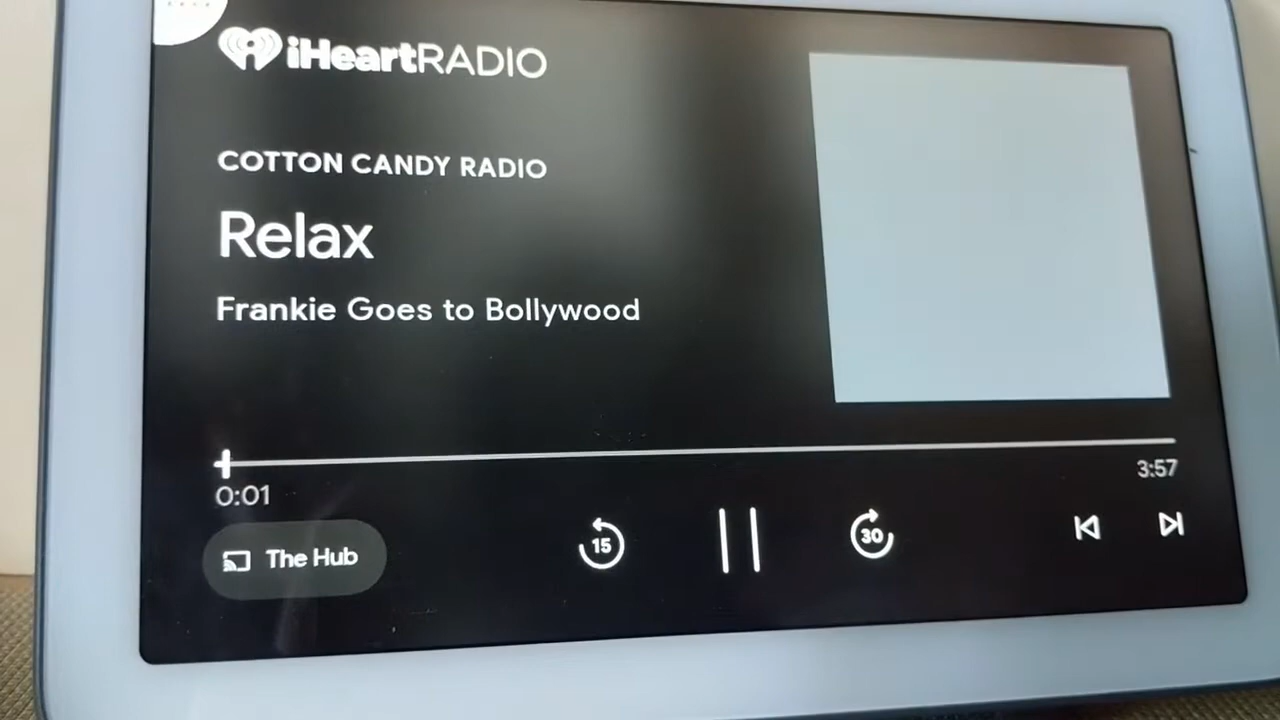 iHeartRADIO
COTTON CANDY RADIO
Relax
Frankie Goes to Bollywood
0:01
3:57
The Hub
15
30